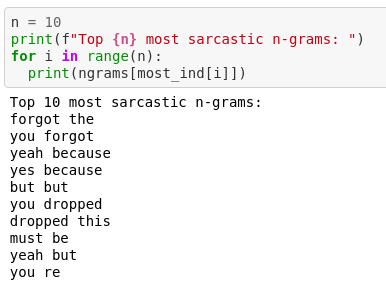 n = 10
print(f"Top {n} most sarcastic n-grams: ")
for i in range(n):
  print(ngrams[most_ind[i]])
Top 10 most sarcastic n-grams:
forgot the
you forgot
yeah because
yes because
but but
you dropped
dropped this
must be
yeah but
you re